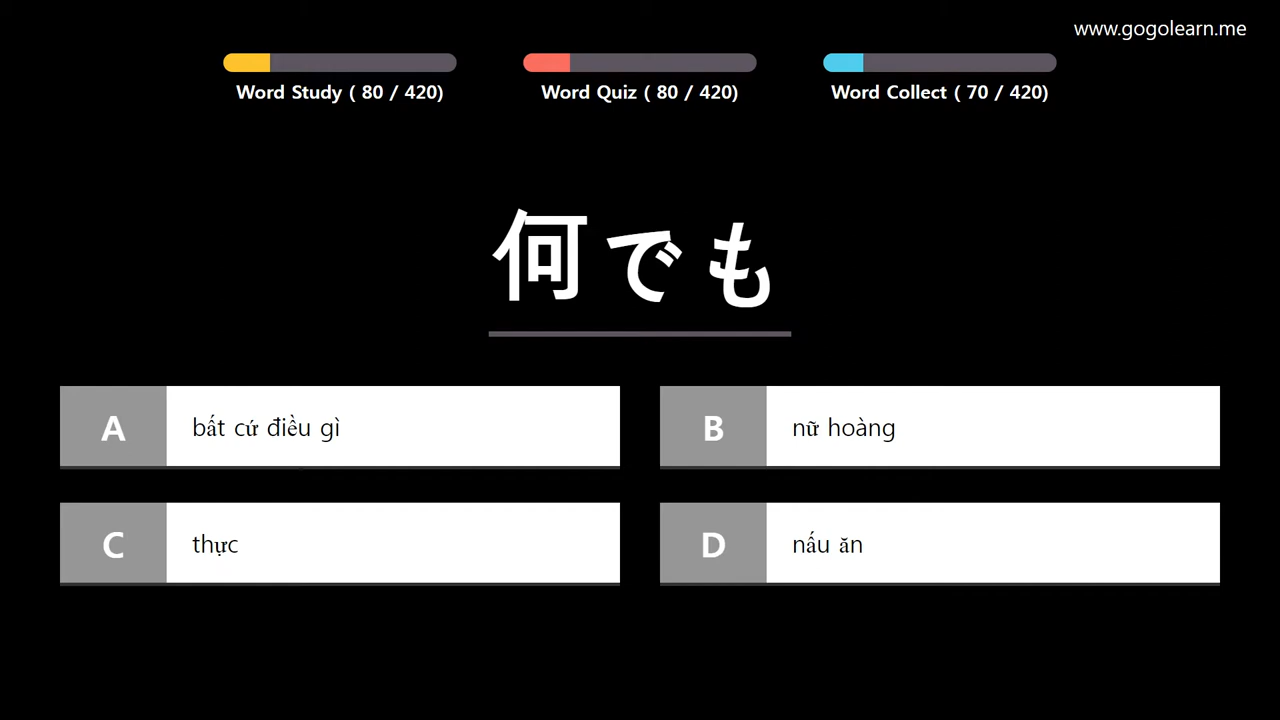 www.gogolearn.me
Word Study ( 80 / 420)
Word Quiz ( 80 / 420)
Word Collect ( 70 / 420)
何でも
A bất cứ điều gì
B nữ hoàng
C thực
D nấu ăn